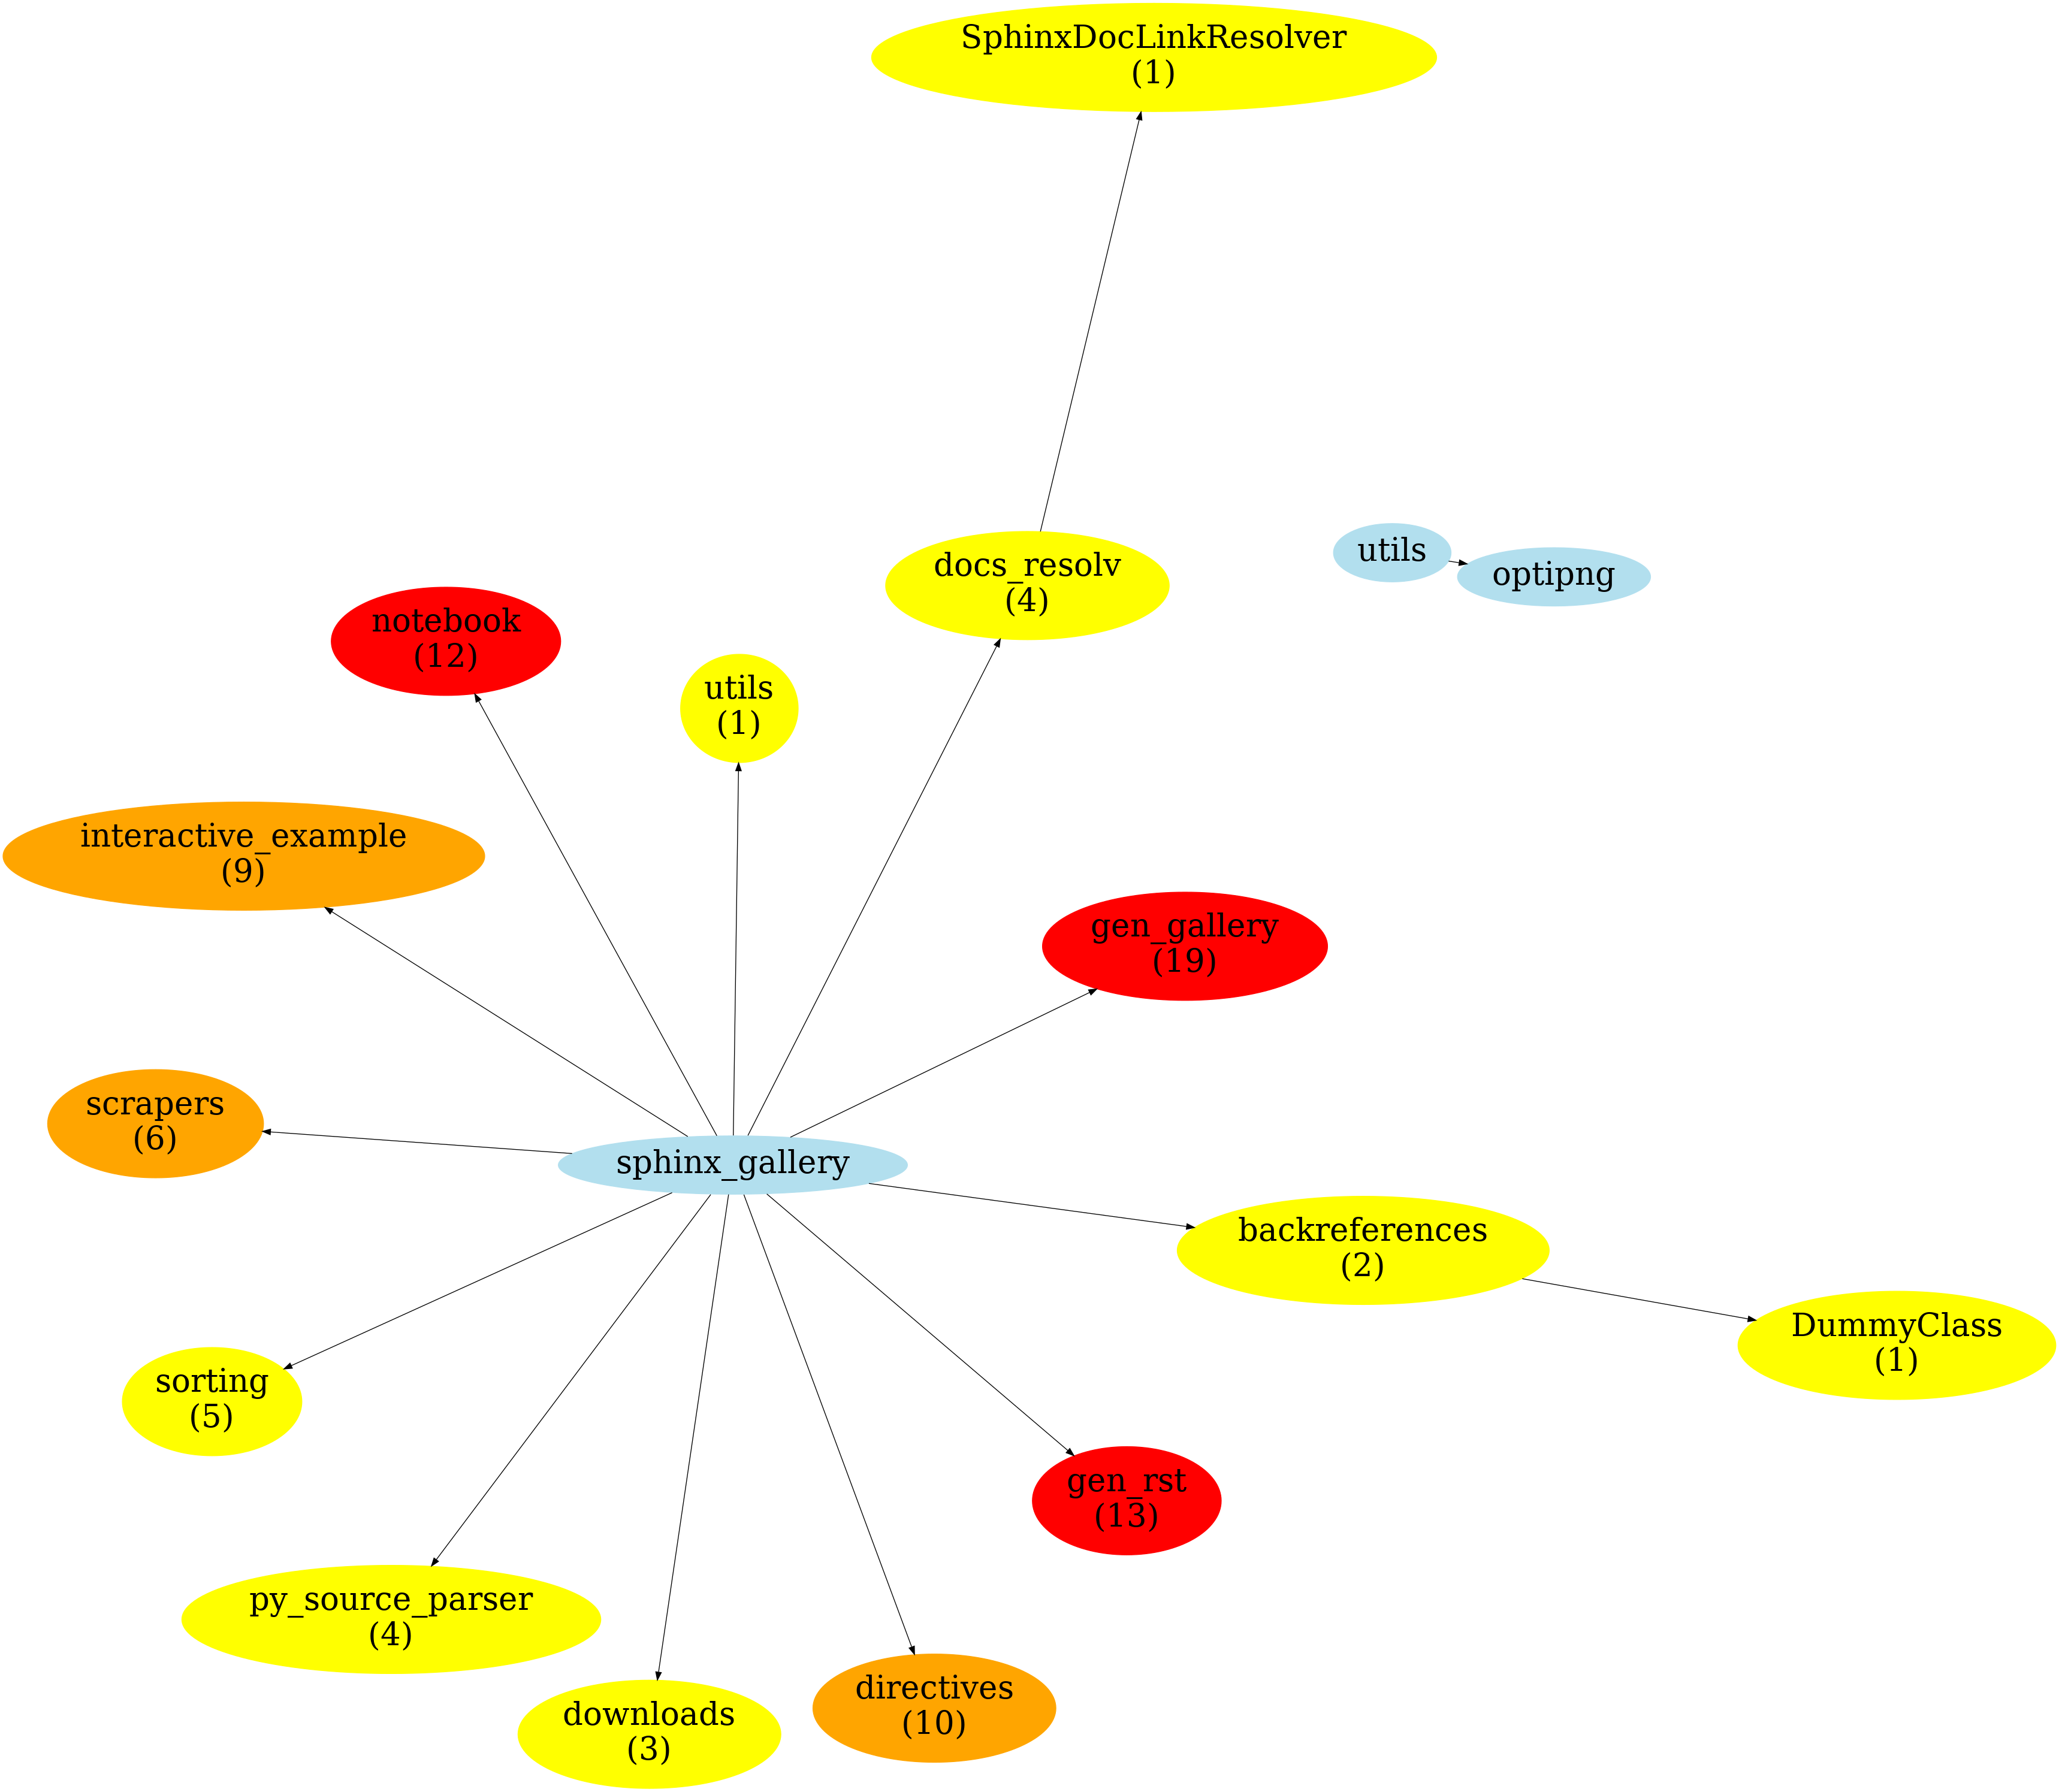 SphinxDocLinkResolver
(1)
utils
optipng
docs_resolv
(4)
notebook
(12)
utils
(1)
interactive_example
(9)
gen_gallery
(19)
scrapers
(6)
sphinx_gallery
backreferences
(2)
DummyClass
(1)
sorting
(5)
gen_rst
(13)
py_source_parser
(4)
directives
(10)
downloads
(3)